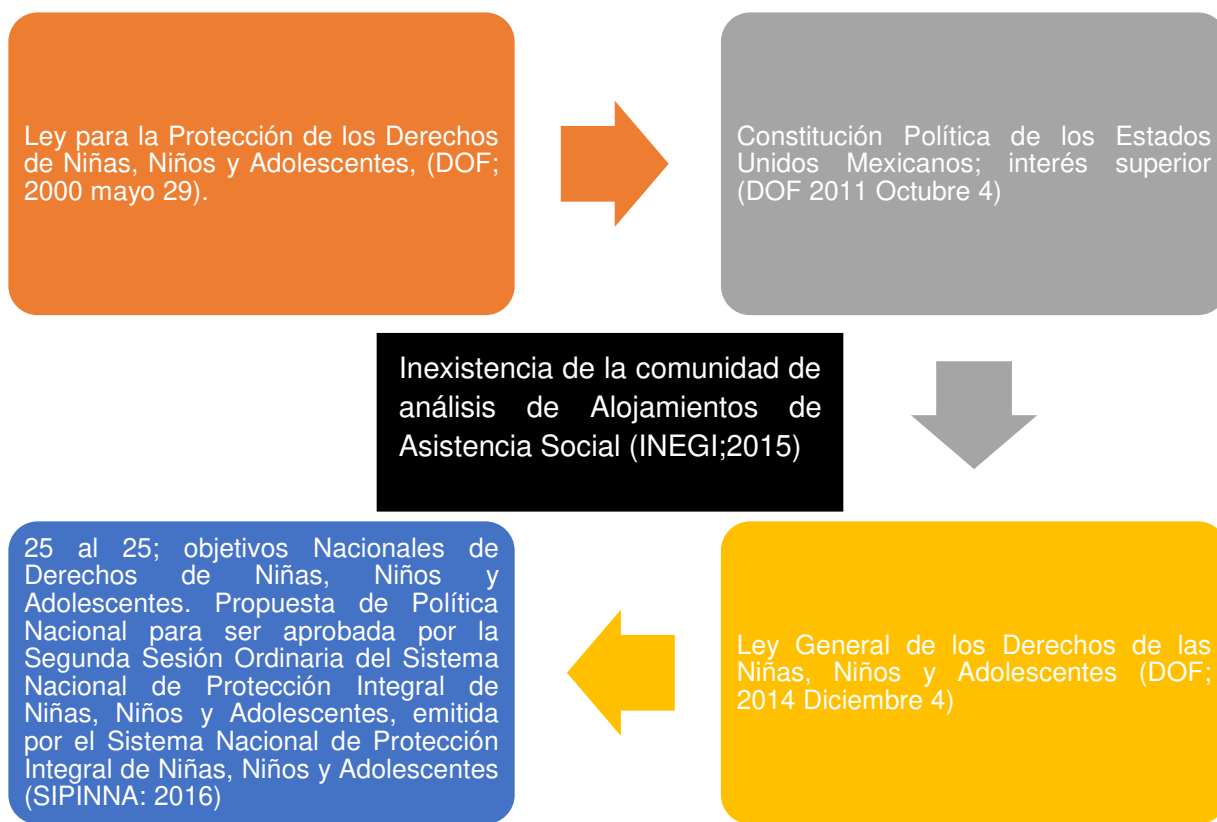 Ley para la Protección de los Derechos
de Niñas, Niños y Adolescentes, (DOF;
2000 mayo 29).
Constitución Política de los Estados
Unidos Mexicanos; interés superior
(DOF 2011 Octubre 4)
Inexistencia de la comunidad de
análisis de Alojamientos de
Asistencia Social (INEGI;2015)
25 al 25; objetivos Nacionales de
Derechos de Niñas, Niños y
Adolescentes. Propuesta de Política
Nacional para ser aprobada por la
Segunda Sesión Ordinaria del Sistema
Nacional de Protección Integral de
Niñas, Niños y Adolescentes, emitida
por el Sistema Nacional de Protección
Integral de Niñas, Niños y Adolescentes
(SIPINNA: 2016)
Ley General de los Derechos de las
Niñas, Niños y Adolescentes (DOF;
2014 Diciembre 4)